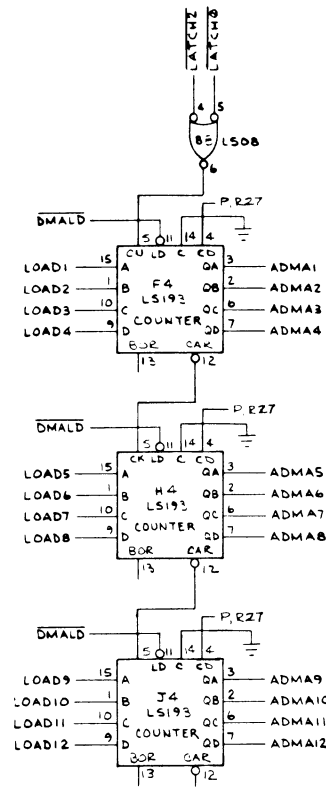 LATCH2 LATCH0
4 5
8E LS08
6
P,R27
DMALD
5 11 14 4
CU LD C CD
LOAD1 15 A QA 3 ADMA1
LOAD2 1 B F4 QB 2 ADMA2
LOAD3 10 C LS193 QC 6 ADMA3
LOAD4 9 D COUNTER QD 7 ADMA4
BOR CAR
13 12
P,R27
DMALD
5 11 14 4
CK LD C CD
LOAD5 15 A QA 3 ADMA5
LOAD6 1 B H4 QB 2 ADMA6
LOAD7 10 C LS193 QC 6 ADMA7
LOAD8 9 D COUNTER QD 7 ADMA8
BOR CAR
13 12
P,R27
DMALD
5 11 14 4
CU LD C CD
LOAD9 15 A QA 3 ADMA9
LOAD10 1 B J4 QB 2 ADMA10
LOAD11 10 C LS193 QC 6 ADMA11
LOAD12 9 D COUNTER QD 7 ADMA12
BOR CAR
13 12